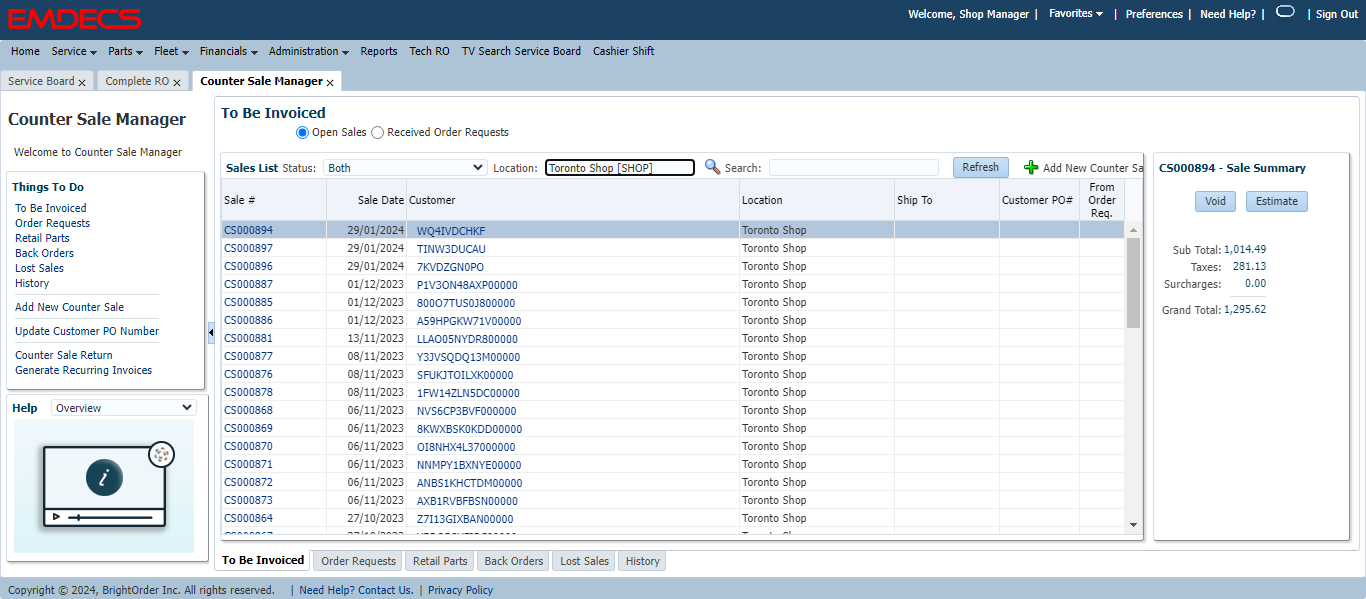 EMDECS
Welcome, Shop Manager | Favorites | Preferences | Need Help? | | Sign Out
Home Service Parts Fleet Financials Administration Reports Tech RO TV Search Service Board Cashier Shift
Service Board x Complete RO x Counter Sale Manager x
Counter Sale Manager
Welcome to Counter Sale Manager
Things To Do
To Be Invoiced
Order Requests
Retail Parts
Back Orders
Lost Sales
History
Add New Counter Sale
Update Customer PO Number
Counter Sale Return
Generate Recurring Invoices
Help Overview
i
To Be Invoiced
Open Sales Received Order Requests
Sales List Status: Both Location: Toronto Shop [SHOP] Search: Refresh Add New Counter Sa
Sale # Sale Date Customer Location Ship To Customer PO# From Order Req.
CS000894 29/01/2024 WQ4IVDCHKF Toronto Shop
CS000897 29/01/2024 TINW3DUCAU Toronto Shop
CS000896 29/01/2024 7KVDZGN0PO Toronto Shop
CS000887 01/12/2023 P1V3ON48AXP00000 Toronto Shop
CS000885 01/12/2023 800O7TUS0J800000 Toronto Shop
CS000886 01/12/2023 A59HPGKW71V00000 Toronto Shop
CS000881 13/11/2023 LLAO05NYDR800000 Toronto Shop
CS000877 08/11/2023 Y3JVSQDQ13M00000 Toronto Shop
CS000876 08/11/2023 SFUKJTOILXK00000 Toronto Shop
CS000878 08/11/2023 1FW14ZLN5DC00000 Toronto Shop
CS000868 06/11/2023 NVS6CP3BVF000000 Toronto Shop
CS000869 06/11/2023 8KWXBSK0KDD00000 Toronto Shop
CS000870 06/11/2023 OI8NHX4L37000000 Toronto Shop
CS000871 06/11/2023 NNMPY1BXNYE00000 Toronto Shop
CS000872 06/11/2023 ANBS1KHCTDM00000 Toronto Shop
CS000873 06/11/2023 AXB1RVBFBSN00000 Toronto Shop
CS000864 27/10/2023 Z7I13GIXBAN00000 Toronto Shop
CS000894 - Sale Summary
Void Estimate
Sub Total: 1,014.49
Taxes: 281.13
Surcharges: 0.00
Grand Total: 1,295.62
To Be Invoiced Order Requests Retail Parts Back Orders Lost Sales History
Copyright © 2024, BrightOrder Inc. All rights reserved. | Need Help? Contact Us. | Privacy Policy